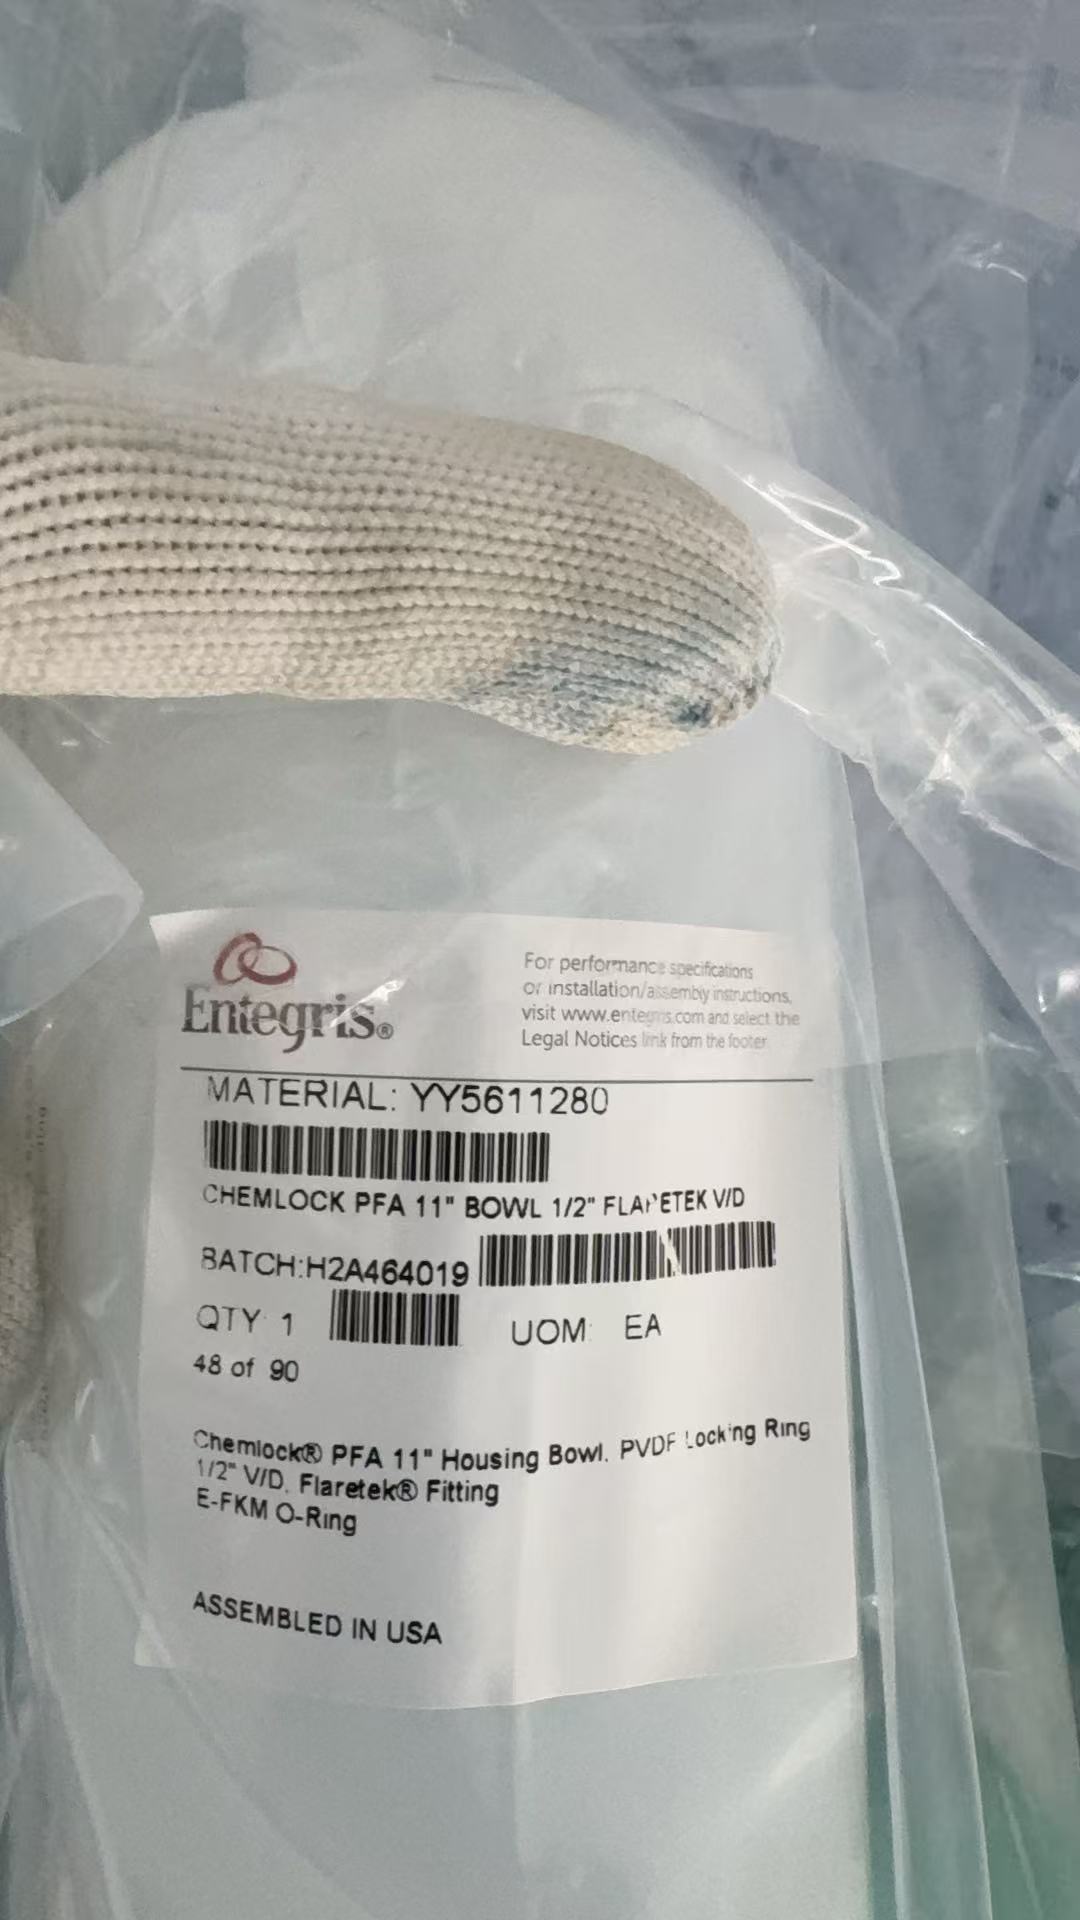 Entegris®
For performance specifications
or installation/assembly instructions,
visit www.entegris.com and select the
Legal Notices link from the footer
MATERIAL: YY5611280
CHEMLOCK PFA 11" BOWL 1/2" FLARETEK V/D
BATCH:H2A464019
QTY 1 UOM: EA
48 of 90
Chemlock® PFA 11" Housing Bowl, PVDF Locking Ring
1/2" V/D, Flaretek® Fitting
E-FKM O-Ring
ASSEMBLED IN USA